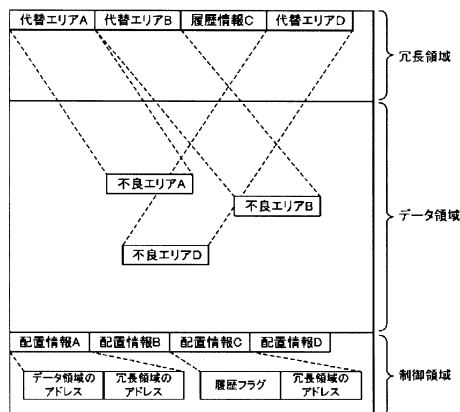 代替エリアA 代替エリアB 履歴情報C 代替エリアD
冗長領域
不良エリアA
不良エリアB
データ領域
不良エリアD
配置情報A 配置情報B 配置情報C 配置情報D
制御領域
データ領域の
アドレス
冗長領域の
アドレス
履歴フラグ
冗長領域の
アドレス